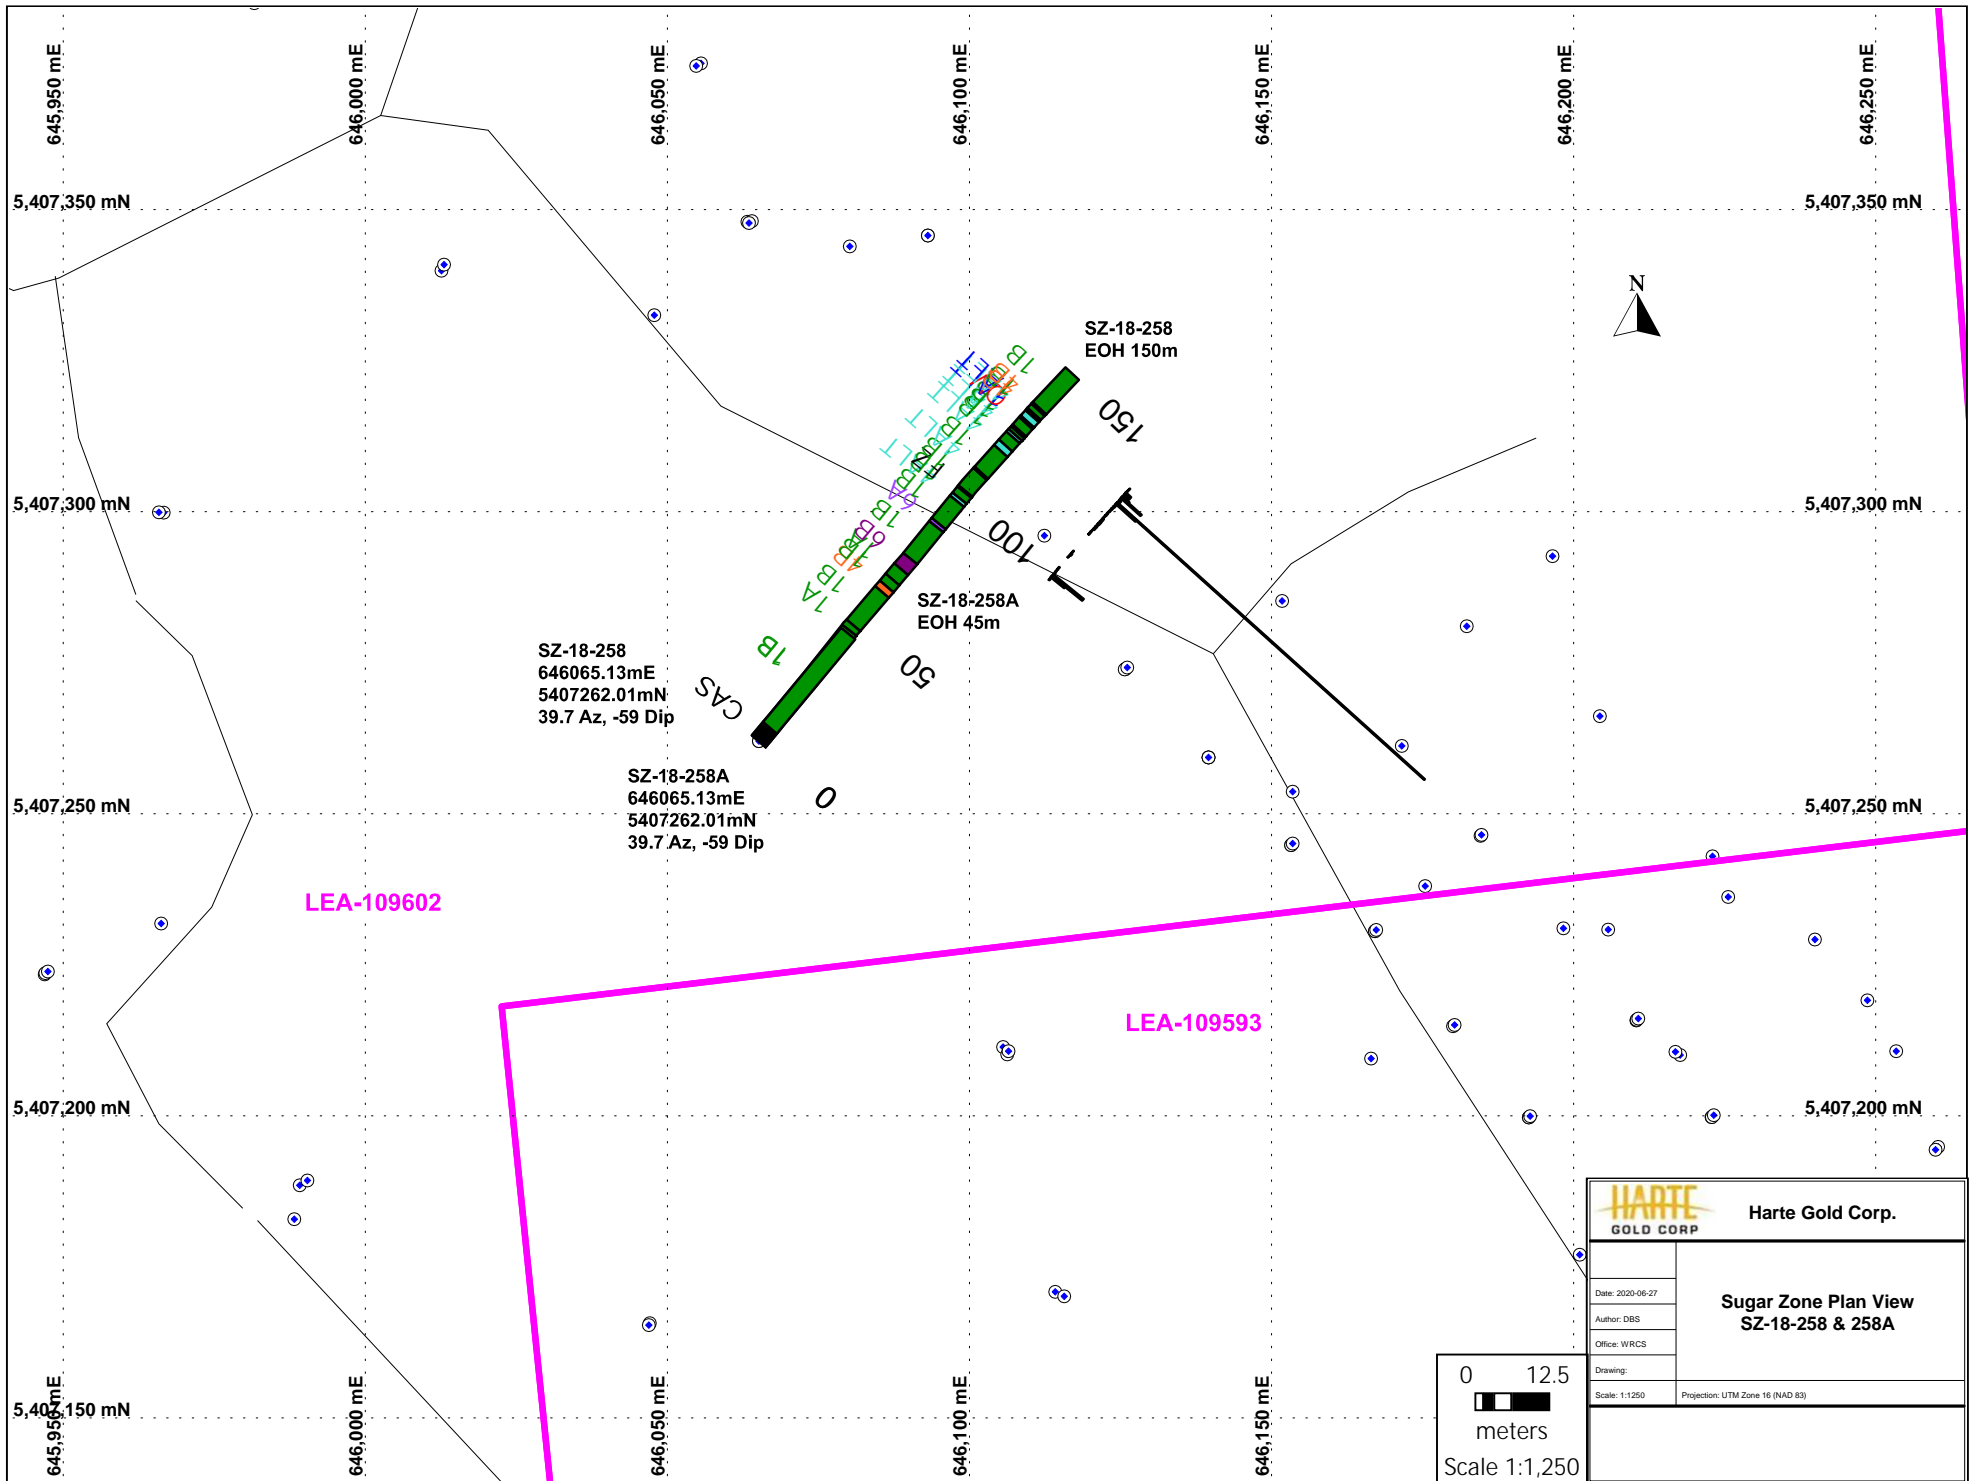 645,950 mE
646,000 mE
646,050 mE
646,100 mE
646,150 mE
646,200 mE
646,250 mE
5,407,350 mN
5,407,350 mN
N
SZ-18-258
EOH 150m
150
5,407,300 mN
5,407,300 mN
100
SZ-18-258A
EOH 45m
1B
1A
1B
6B
1B
50
SZ-18-258
646065.13mE
5407262.01mN
39.7 Az, -59 Dip
CAS
1B
SZ-18-258A
646065.13mE
5407262.01mN
39.7 Az, -59 Dip
0
5,407,250 mN
5,407,250 mN
LEA-109602
LEA-109593
5,407,200 mN
5,407,200 mN
HARTE
GOLD CORP
Harte Gold Corp.
Date: 2020-06-27
Author: DBS
Office: WRCS
Drawing:
Scale: 1:1250
Sugar Zone Plan View
SZ-18-258 & 258A
Projection: UTM Zone 16 (NAD 83)
0 12.5
meters
Scale 1:1,250
5,407,150 mN
645,950 mE
646,000 mE
646,050 mE
646,100 mE
646,150 mE